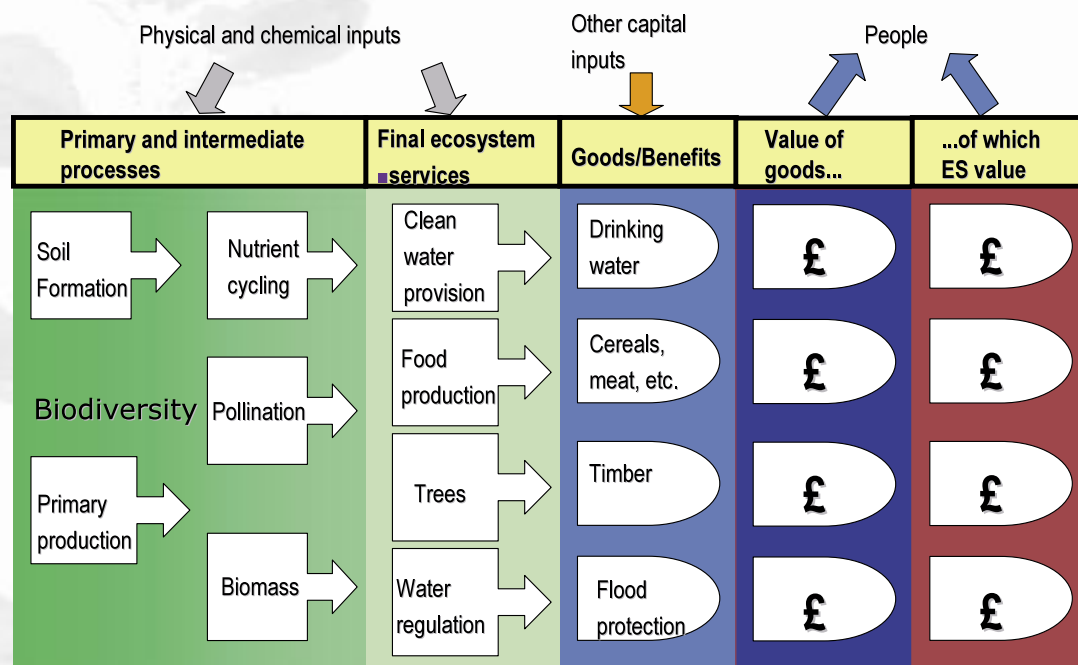 Physical and chemical inputs
Other capital
inputs
People
Primary and intermediate
processes
Final ecosystem
services
Goods/Benefits
Value of
goods...
...of which
ES value
Soil
Formation
Nutrient
cycling
Clean
water
provision
Drinking
water
£
£
Biodiversity
Pollination
Food
production
Cereals,
meat, etc.
£
£
Primary
production
Trees
Timber
£
£
Biomass
Water
regulation
Flood
protection
£
£